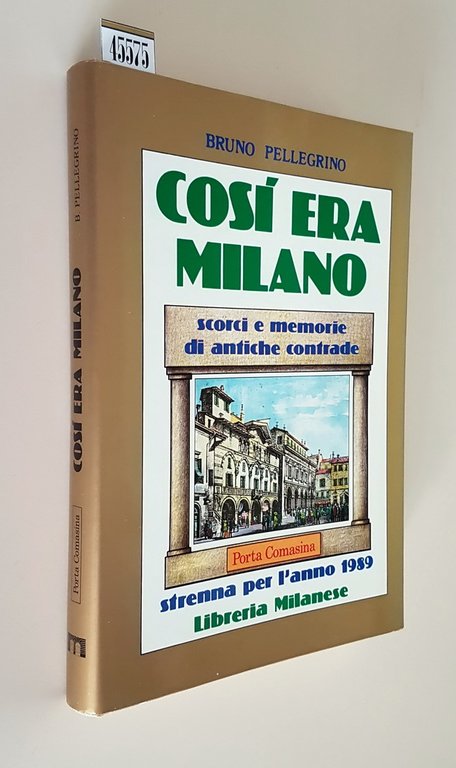 45575
BRUNO PELLEGRINO
COSÍ ERA
MILANO
scorci e memorie
di antiche contrade
Porta Comasina
strenna per l'anno 1989
Libreria Milanese
B. PELLEGRINO
COSÍ ERA MILANO
Porta Comasina
m